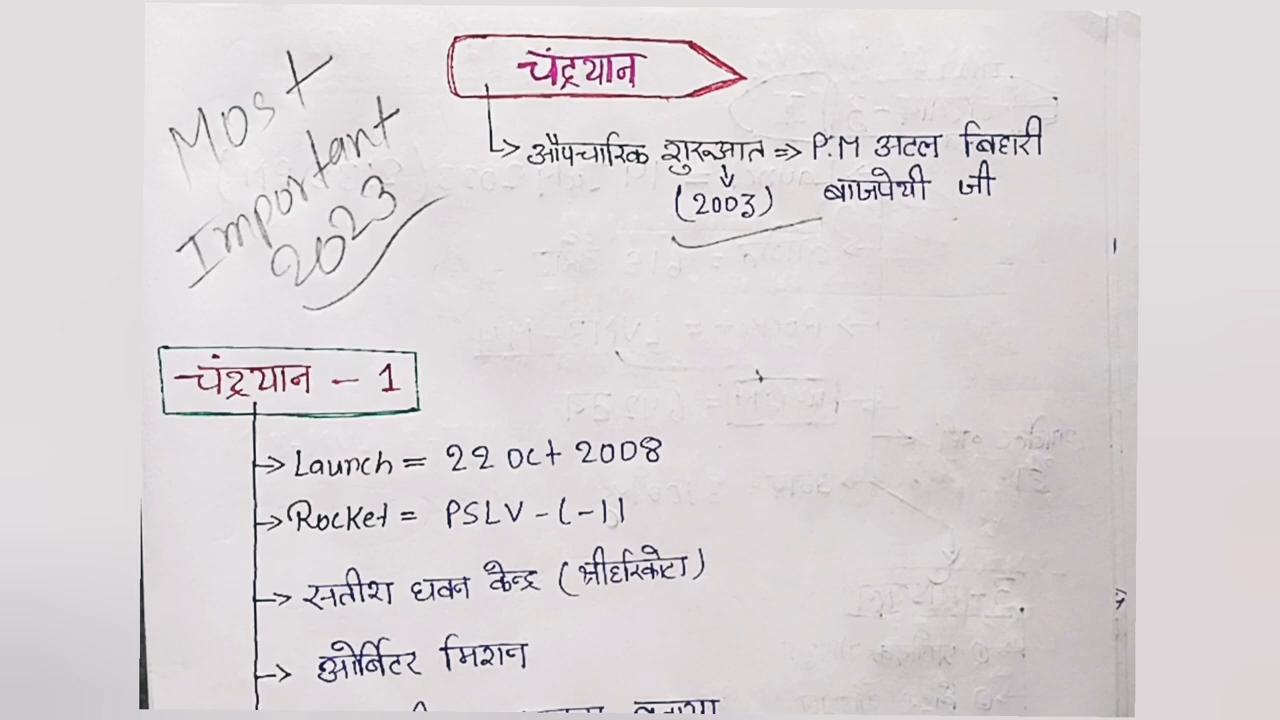 चंद्रयान
Most
Important
2023
औपचारिक शुरूआत => P.M अटल बिहारी
(2003) बाजपेयी जी
चंद्रयान - 1
Launch = 22 Oct 2008
Rocket = PSLV-C-11
सतीश धवन केन्द्र (श्रीहरिकोटा)
ओर्बिटर मिशन